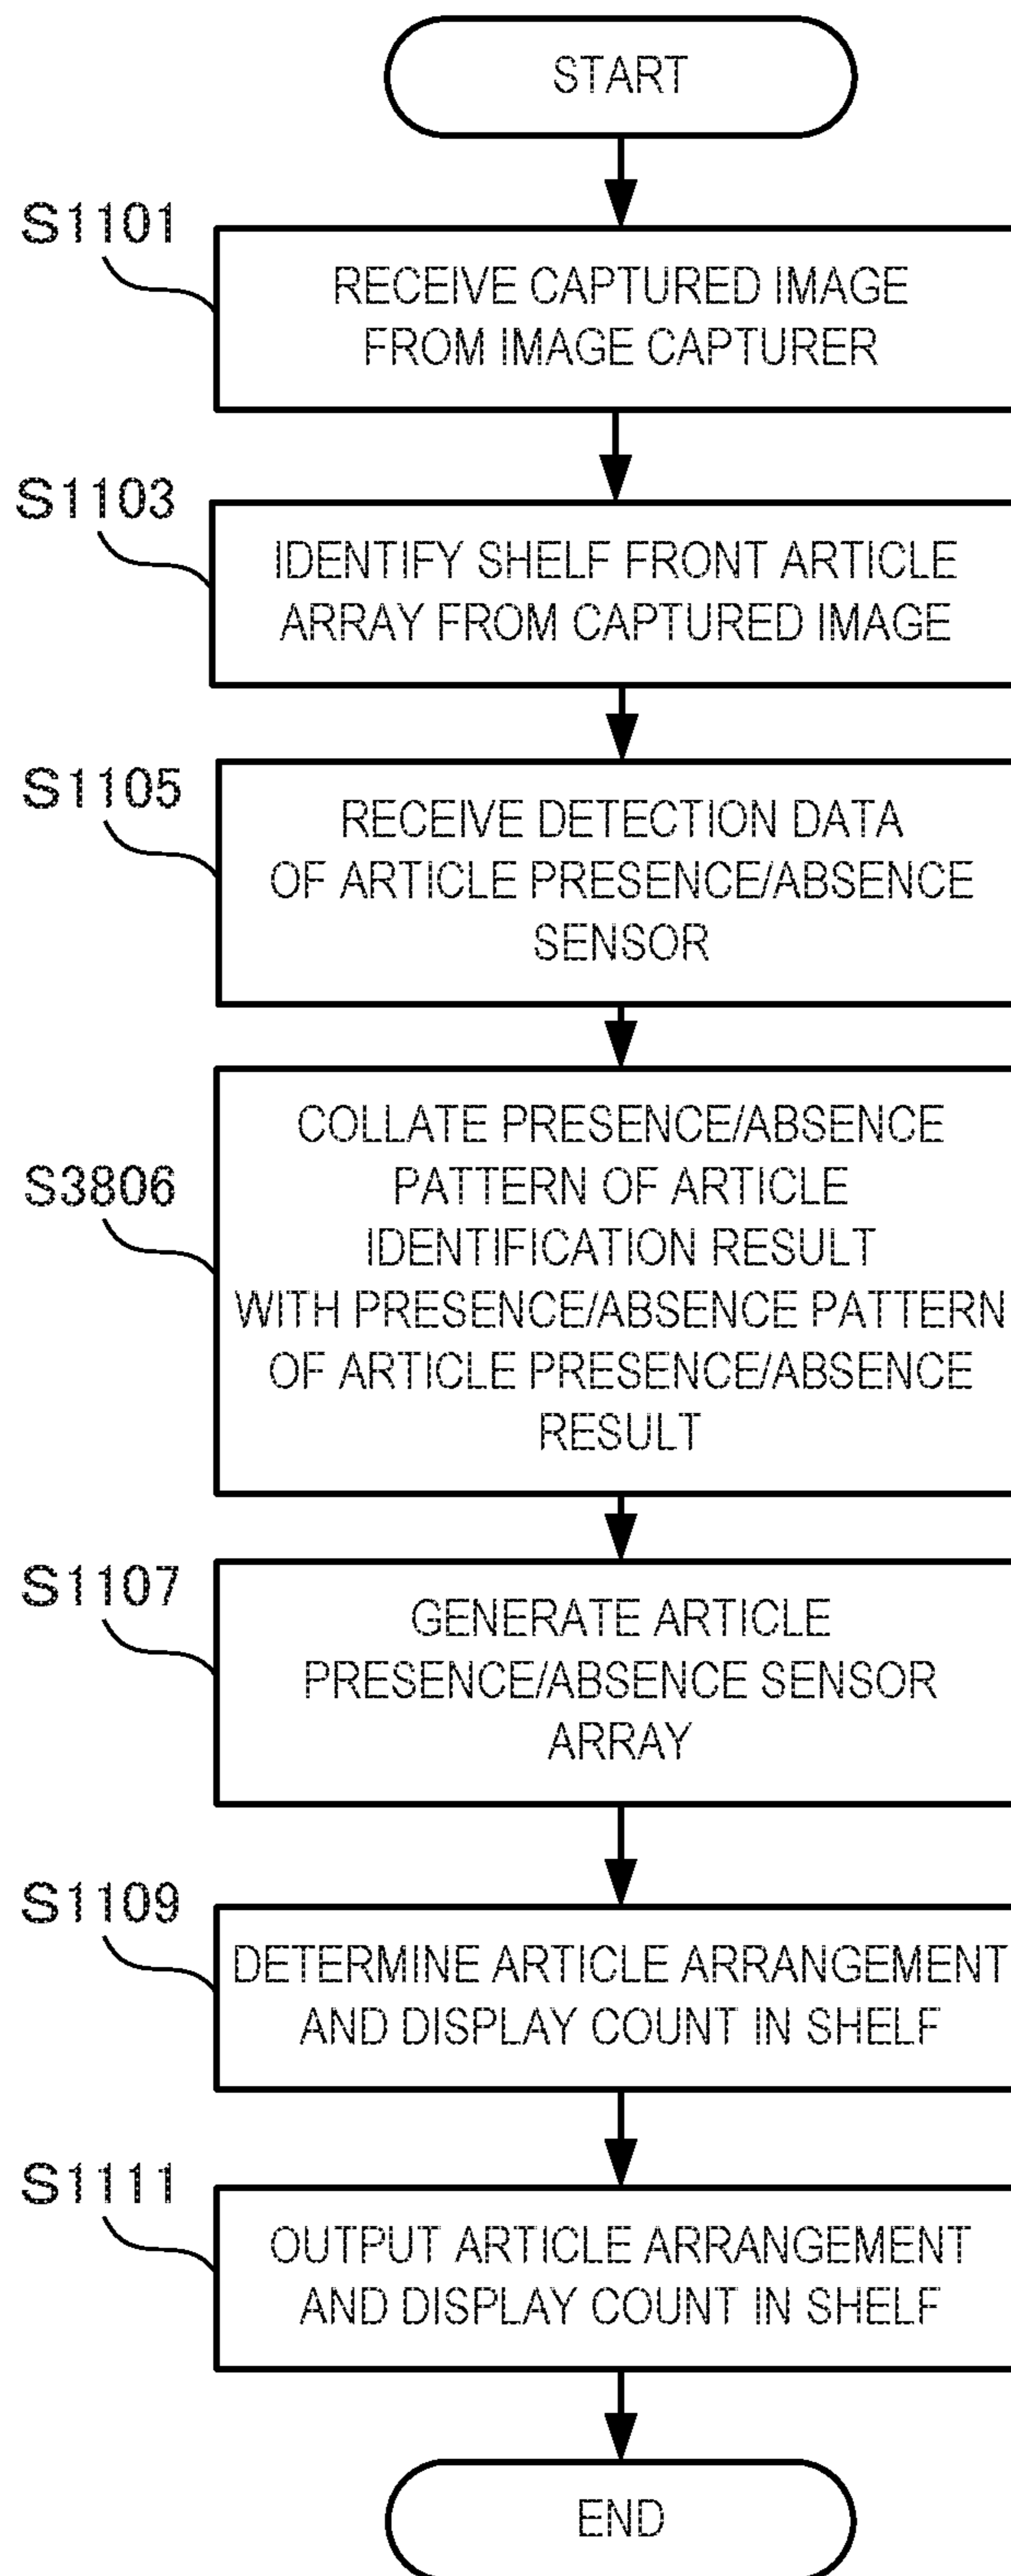 START
S1101
RECEIVE CAPTURED IMAGE
FROM IMAGE CAPTURER
S1103
IDENTIFY SHELF FRONT ARTICLE
ARRAY FROM CAPTURED IMAGE
S1105
RECEIVE DETECTION DATA
OF ARTICLE PRESENCE/ABSENCE
SENSOR
S3806
COLLATE PRESENCE/ABSENCE
PATTERN OF ARTICLE
IDENTIFICATION RESULT
WITH PRESENCE/ABSENCE PATTERN
OF ARTICLE PRESENCE/ABSENCE
RESULT
S1107
GENERATE ARTICLE
PRESENCE/ABSENCE SENSOR
ARRAY
S1109
DETERMINE ARTICLE ARRANGEMENT
AND DISPLAY COUNT IN SHELF
S1111
OUTPUT ARTICLE ARRANGEMENT
AND DISPLAY COUNT IN SHELF
END